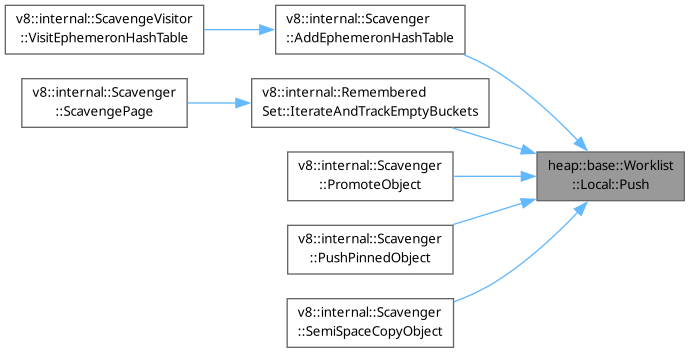 v8::internal::ScavengeVisitor
::VisitEphemeronHashTable
v8::internal::Scavenger
::AddEphemeronHashTable
v8::internal::Scavenger
::ScavengePage
v8::internal::Remembered
Set::IterateAndTrackEmptyBuckets
v8::internal::Scavenger
::PromoteObject
heap::base::Worklist
::Local::Push
v8::internal::Scavenger
::PushPinnedObject
v8::internal::Scavenger
::SemiSpaceCopyObject